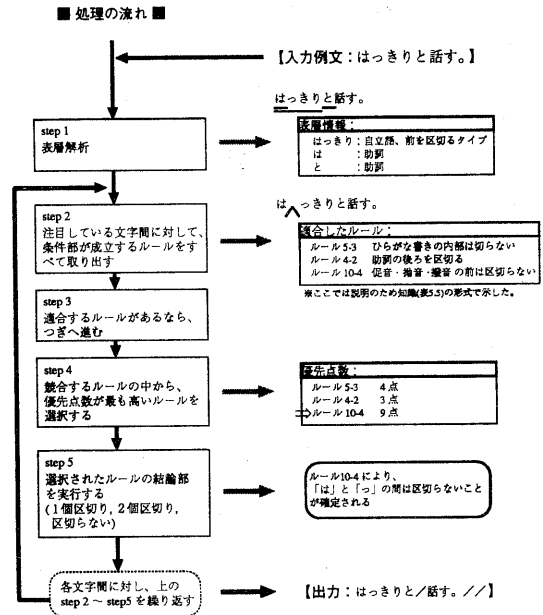 ■ 処理の流れ ■
【入力例文：はっきりと話す。】
はっきりと話す。
step 1
表層解析
表層情報：
はっきり：自立語、前を区切るタイプ
は　　　：助詞
と　　　：助詞
は　っきりと話す。
step 2
注目している文字間に対して、
条件部が成立するルールをす
べて取り出す
適合したルール：
ルール 5-3　ひらがな書きの内部は切らない
ルール 4-2　助詞の後ろを区切る
ルール 10-4　促音・拗音・撥音 の前は区切らない
※ここでは説明のため知識(表5.5)の形式で示した。
step 3
適合するルールがあるなら、
つぎへ進む
step 4
競合するルールの中から、
優先点数が最も高いルールを
選択する
優先点数：
ルール 5-3　4 点
ルール 4-2　3 点
⇒ルール 10-4　9 点
step 5
選択されたルールの結論部
を実行する
(１個区切り, ２個区切り,
区切らない)
ルール10-4 により、
「は」と「っ」の間は区切らないこと
が確定される
各文字間に対し、上の
step 2 ～ step5 を繰り返す
【出力：はっきりと／話す。／／】